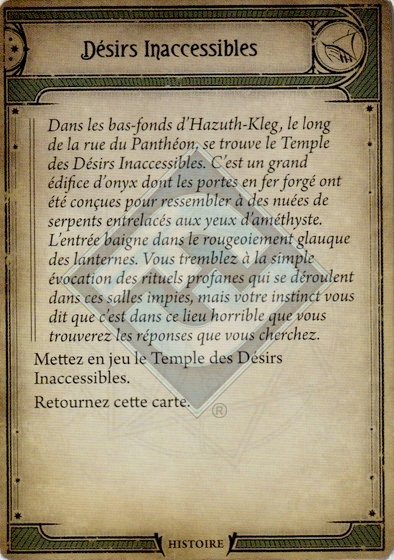 Désirs Inaccessibles
Dans les bas-fonds d'Hazuth-Kleg, le long
de la rue du Panthéon, se trouve le Temple
des Désirs Inaccessibles. C'est un grand
édifice d'onyx dont les portes en fer forgé ont
été conçues pour ressembler à des nuées de
serpents entrelacés aux yeux d'améthyste.
L'entrée baigne dans le rougeoiement glauque
des lanternes. Vous tremblez à la simple
évocation des rituels profanes qui se déroulent
dans ces salles impies, mais votre instinct vous
dit que c'est dans ce lieu horrible que vous
trouverez les réponses que vous cherchez.
Mettez en jeu le Temple des Désirs
Inaccessibles.
Retournez cette carte.
®
HISTOIRE